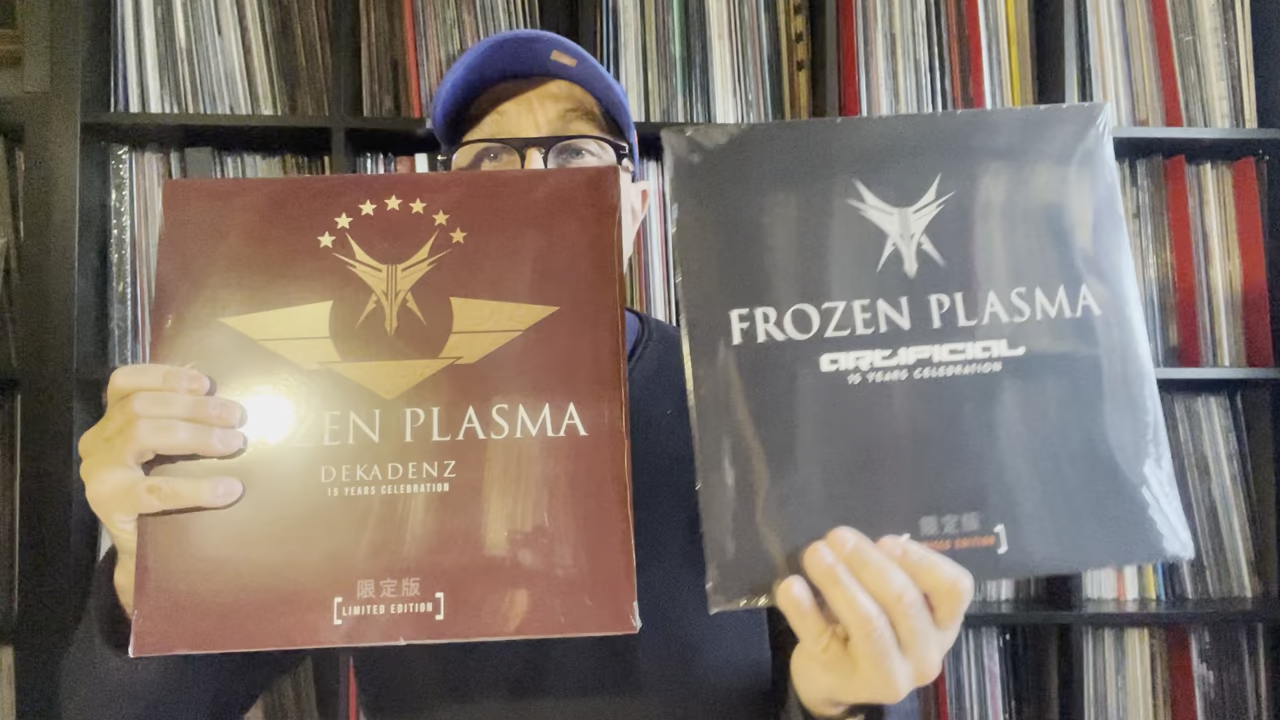 ZEN PLASMA
DEKADENZ
15 YEARS CELEBRATION
限定版
[LIMITED EDITION]
FROZEN PLASMA
ARTIFICIAL
15 YEARS CELEBRATION
限定版
EDITION]